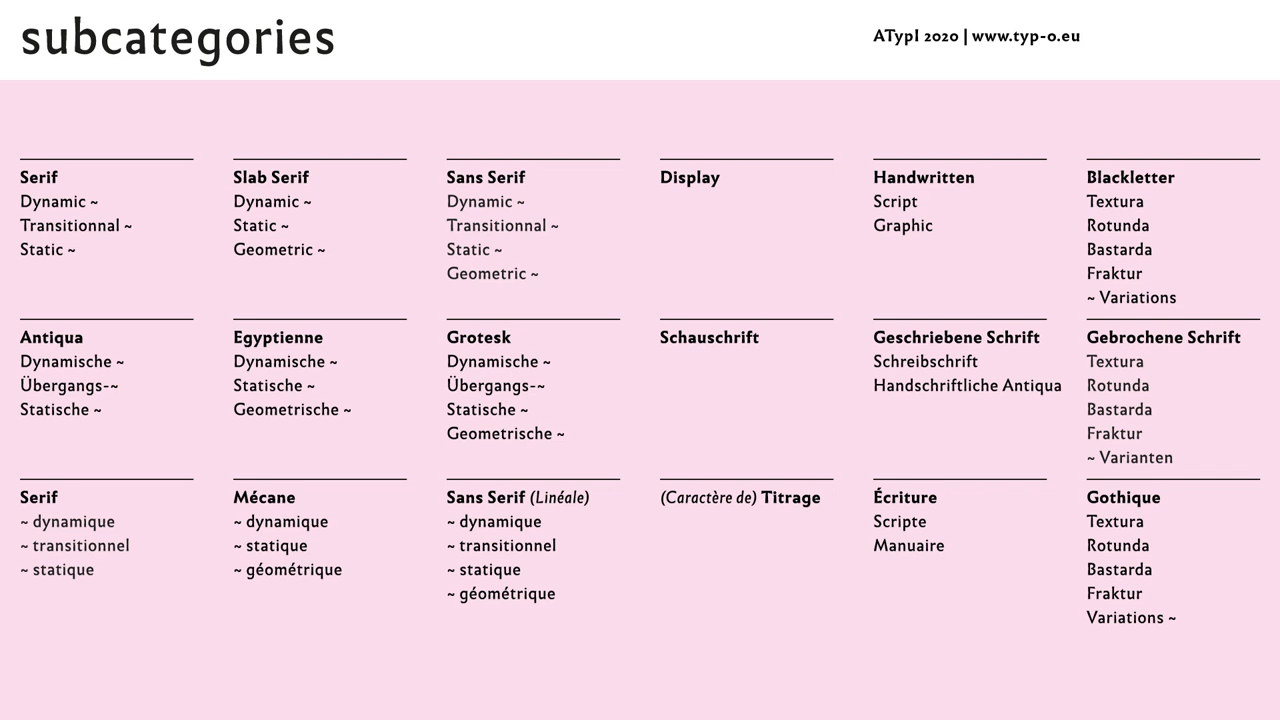 subcategories
ATypI 2020 | www.typ-o.eu
Serif
Dynamic ~
Transitionnal ~
Static ~
Slab Serif
Dynamic ~
Static ~
Geometric ~
Sans Serif
Dynamic ~
Transitionnal ~
Static ~
Geometric ~
Display
Handwritten
Script
Graphic
Blackletter
Textura
Rotunda
Bastarda
Fraktur
~ Variations
Antiqua
Dynamische ~
Übergangs-~
Statische ~
Egyptienne
Dynamische ~
Statische ~
Geometrische ~
Grotesk
Dynamische ~
Übergangs-~
Statische ~
Geometrische ~
Schauschrift
Geschriebene Schrift
Schreibschrift
Handschriftliche Antiqua
Gebrochene Schrift
Textura
Rotunda
Bastarda
Fraktur
~ Varianten
Serif
~ dynamique
~ transitionnel
~ statique
Mécane
~ dynamique
~ statique
~ géométrique
Sans Serif (Linéale)
~ dynamique
~ transitionnel
~ statique
~ géométrique
(Caractère de) Titrage
Écriture
Scripte
Manuaire
Gothique
Textura
Rotunda
Bastarda
Fraktur
Variations ~